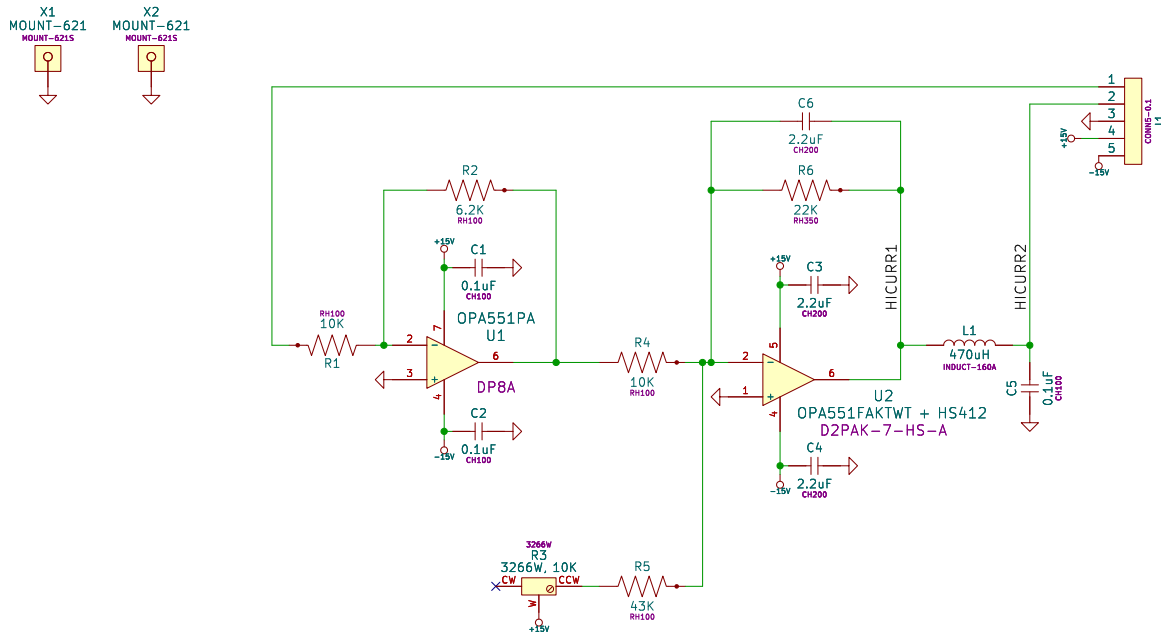 X1
MOUNT-621
MOUNT-621S
X2
MOUNT-621
MOUNT-621S
1
2
3
4
5
+15V
-15V
CONN5-0.1
C6
2.2uF
CH200
R6
22K
RH350
R2
6.2K
RH100
+15V
C1
0.1uF
CH100
RH100
10K
R1
OPA551PA
U1
7
2
3
4
6
DP8A
C2
0.1uF
CH100
-15V
R4
10K
RH100
+15V
C3
2.2uF
CH200
5
2
1
4
6
U2
OPA551FAKTWT + HS412
D2PAK-7-HS-A
C4
2.2uF
CH200
-15V
HICURR1
HICURR2
L1
470uH
INDUCT-160A
C5
0.1uF
CH100
3266W
R3
3266W, 10K
CW
CCW
W
+15V
R5
43K
RH100